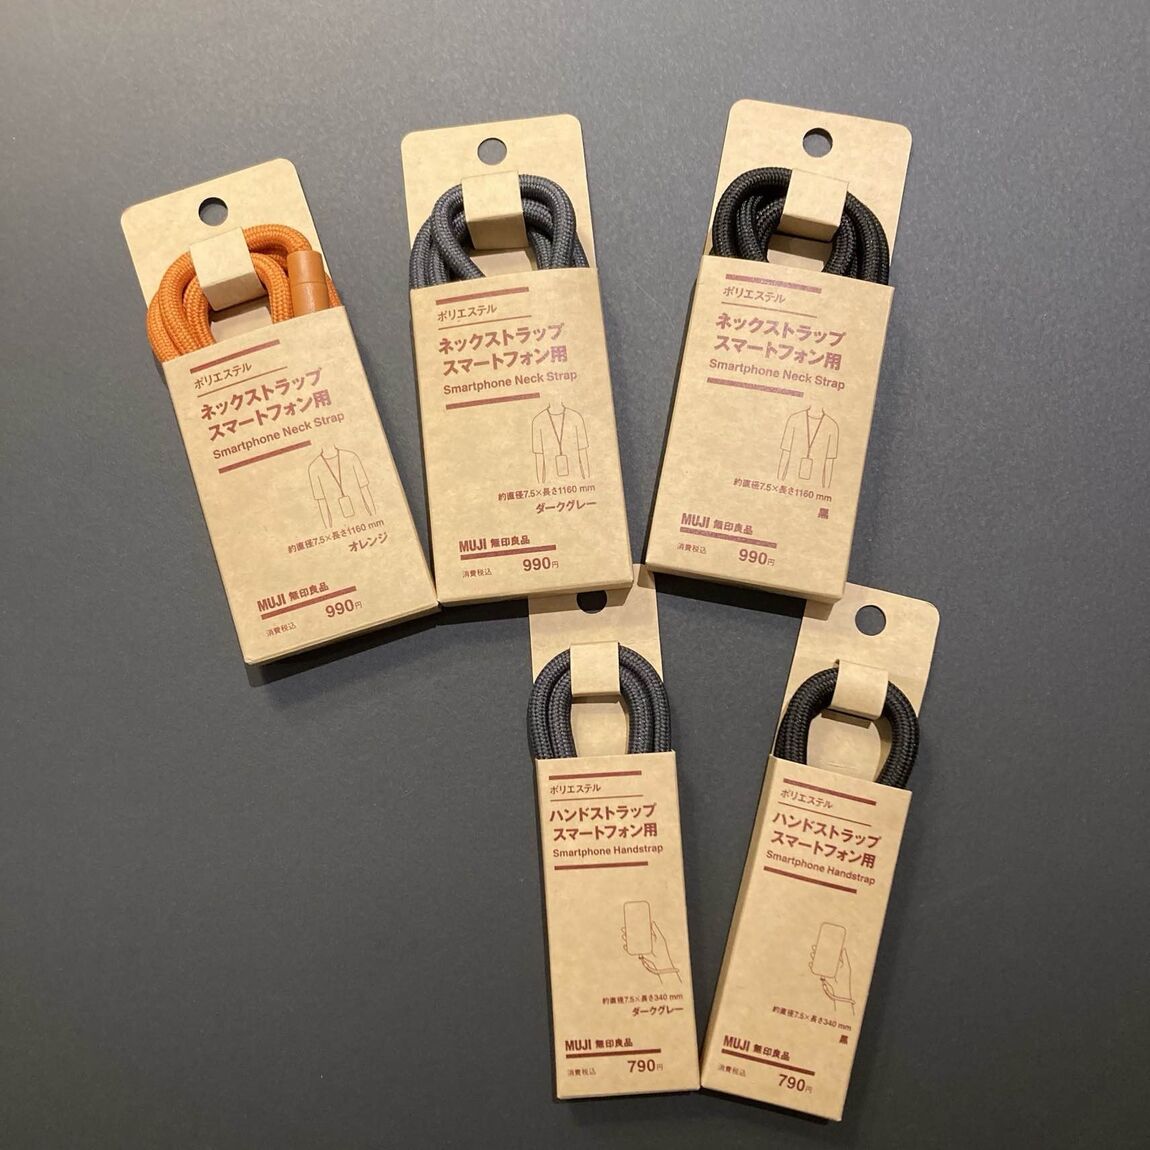 ポリエステル
ネックストラップ
スマートフォン用
Smartphone Neck Strap
約直径7.5×長さ1160 mm
オレンジ
MUJI 無印良品
消費税込 990円
ポリエステル
ネックストラップ
スマートフォン用
Smartphone Neck Strap
約直径7.5×長さ1160 mm
ダークグレー
MUJI 無印良品
消費税込 990円
ポリエステル
ネックストラップ
スマートフォン用
Smartphone Neck Strap
約直径7.5×長さ1160 mm
黒
MUJI 無印良品
消費税込 990円
ポリエステル
ハンドストラップ
スマートフォン用
Smartphone Handstrap
約直径7.5×長さ340 mm
ダークグレー
MUJI 無印良品
消費税込 790円
ポリエステル
ハンドストラップ
スマートフォン用
Smartphone Handstrap
約直径7.5×長さ340 mm
黒
MUJI 無印良品
消費税込 790円